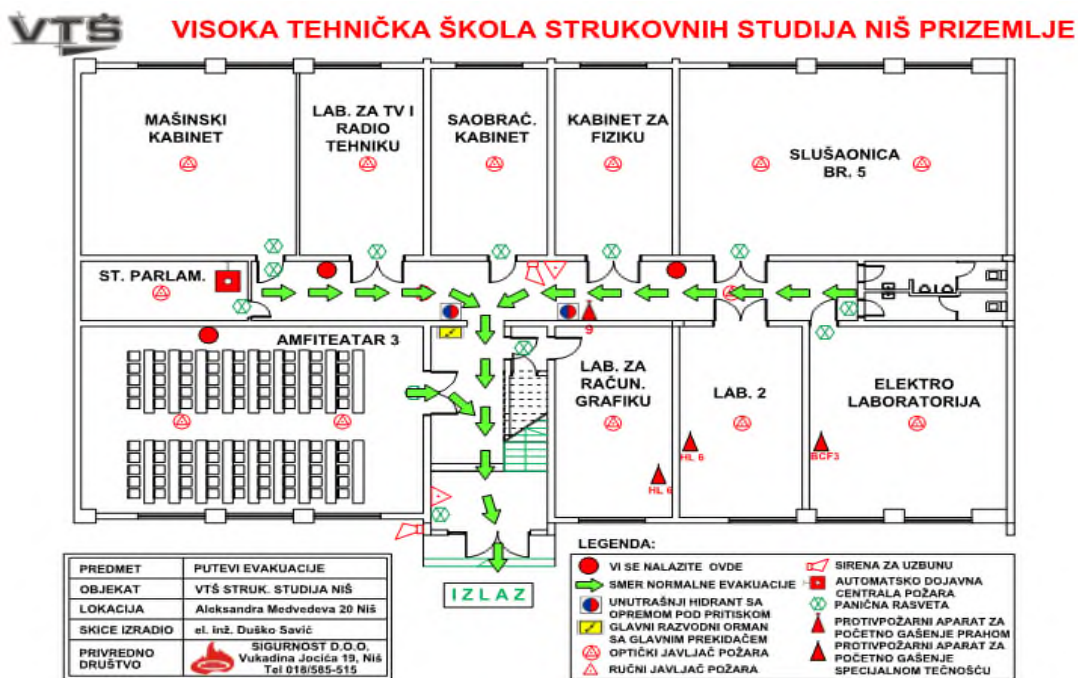 VTŠ
VISOKA TEHNIČKA ŠKOLA STRUKOVNIH STUDIJA NIŠ PRIZEMLJE
MAŠINSKI
KABINET
LAB. ZA TV I
RADIO
TEHNIKU
SAOBRAĆ.
KABINET
KABINET ZA
FIZIKU
SLUŠAONICA
BR. 5
ST. PARLAM.
AMFITEATAR 3
9
LAB. ZA
RAČUN.
GRAFIKU
LAB. 2
ELEKTRO
LABORATORIJA
HL 6
HL 6
BCF3
IZLAZ
PREDMET PUTEVI EVAKUACIJE
OBJEKAT VTŠ STRUK. STUDIJA NIŠ
LOKACIJA Aleksandra Medvedeva 20 Niš
SKICE IZRADIO el. inž. Duško Savić
PRIVREDNO
DRUŠTVO
SIGURNOST D.O.O.
Vukadina Jocića 19, Niš
Tel 018/585-515
LEGENDA:
VI SE NALAZITE OVDE
SMER NORMALNE EVAKUACIJE
UNUTRAŠNJI HIDRANT SA
OPREMOM POD PRITISKOM
GLAVNI RAZVODNI ORMAN
SA GLAVNIM PREKIDAČEM
OPTIČKI JAVLJAČ POŽARA
RUČNI JAVLJAČ POŽARA
SIRENA ZA UZBUNU
AUTOMATSKO DOJAVNA
CENTRALA POŽARA
PANIČNA RASVETA
PROTIVPOŽARNI APARAT ZA
POČETNO GAŠENJE PRAHOM
PROTIVPOŽARNI APARAT ZA
POČETNO GAŠENJE
SPECIJALNOM TEČNOŠĆU